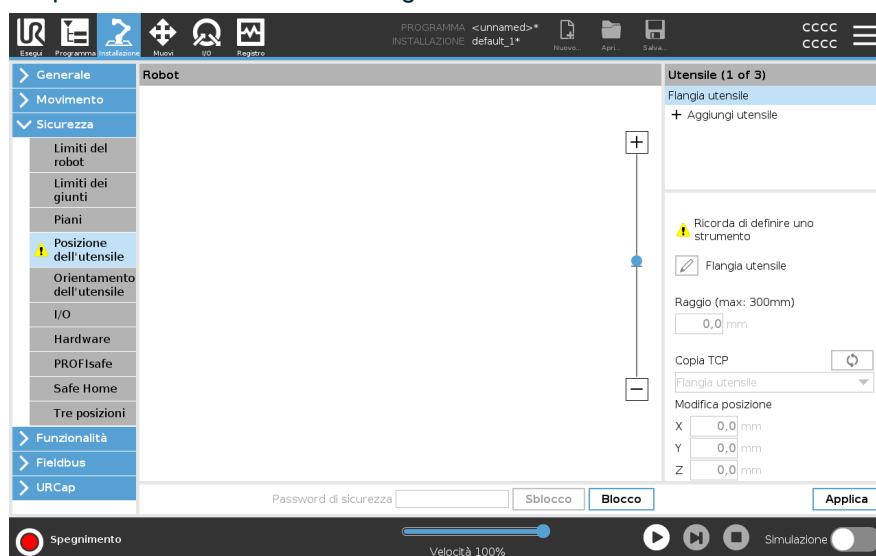 PROGRAMMA <unnamed>*
INSTALLAZIONE default_1*
Esegui
Programma
Installazione
Muovi
I/O
Registro
Nuovo...
Apri...
Salva...
cccc
cccc
Generale
Movimento
Sicurezza
Limiti del
robot
Limiti dei
giunti
Piani
Posizione
dell'utensile
Orientamento
dell'utensile
I/O
Hardware
PROFIsafe
Safe Home
Tre posizioni
Funzionalità
Fieldbus
URCap
Robot
Utensile (1 of 3)
Flangia utensile
+ Aggiungi utensile
Ricorda di definire uno
strumento
Flangia utensile
Raggio (max: 300mm)
0,0 mm
Copia TCP
Flangia utensile
Modifica posizione
X 0,0 mm
Y 0,0 mm
Z 0,0 mm
Password di sicurezza
Sblocco
Blocco
Applica
Spegnimento
Velocità 100%
Simulazione